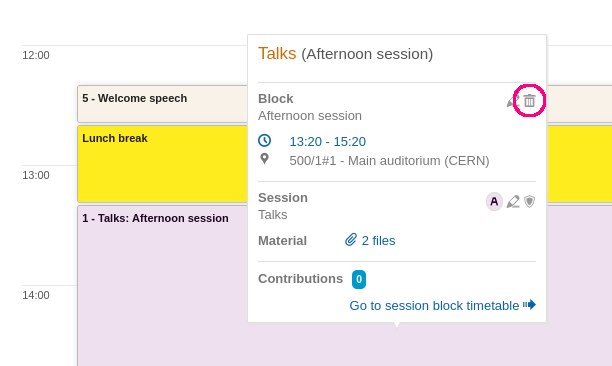 12:00
5 - Welcome speech
Lunch break
13:00
1 - Talks: Afternoon session
14:00
Talks (Afternoon session)
Block
Afternoon session
13:20 - 15:20
500/1#1 - Main auditorium (CERN)
Session
A
Talks
Material
2 files
Contributions 0
Go to session block timetable